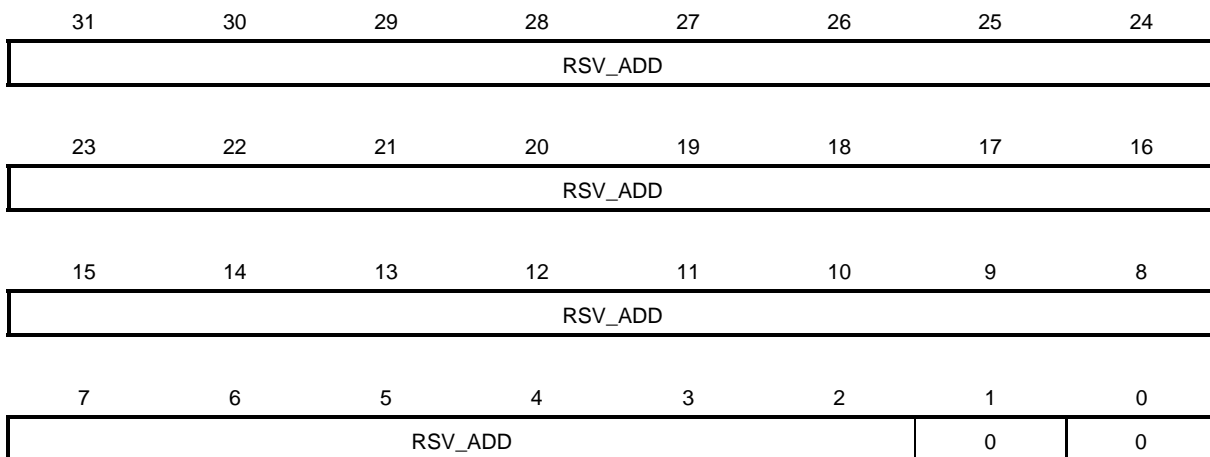 31 30 29 28 27 26 25 24
RSV_ADD
23 22 21 20 19 18 17 16
RSV_ADD
15 14 13 12 11 10 9 8
RSV_ADD
7 6 5 4 3 2 1 0
RSV_ADD 0 0